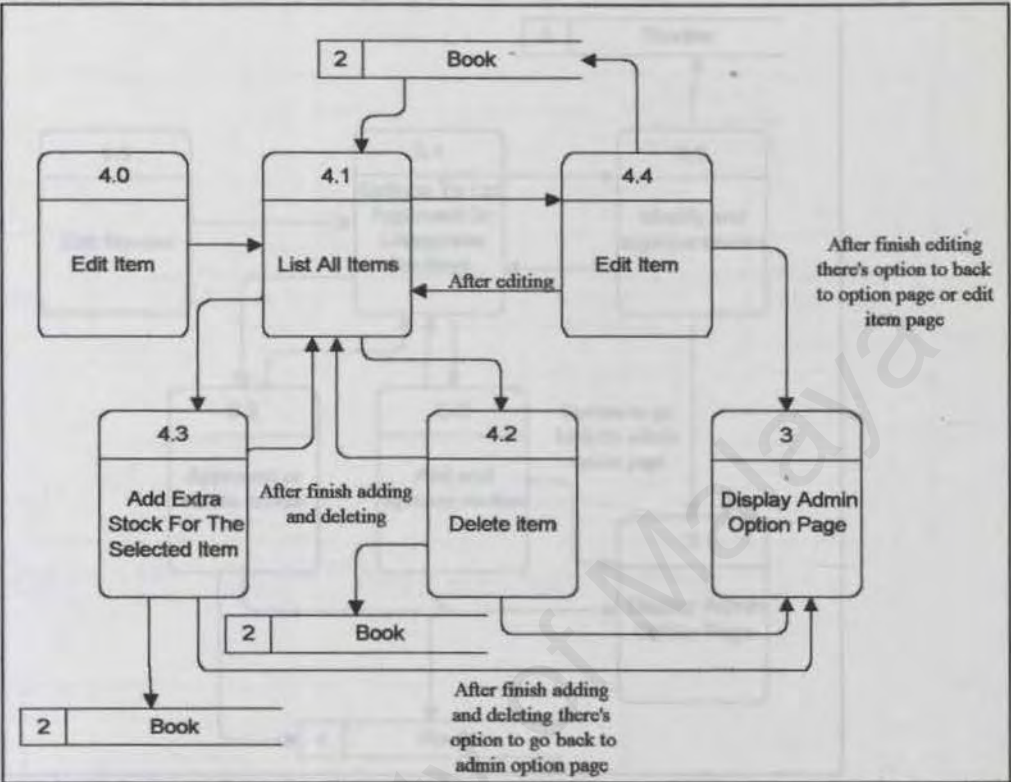 2 Book
4.0
Edit Item
4.1
List All Items
4.4
Edit Item
After editing
After finish editing
there's option to back
to option page or edit
item page
4.3
Add Extra
Stock For The
Selected Item
After finish adding
and deleting
4.2
Delete item
3
Display Admin
Option Page
2 Book
2 Book
After finish adding
and deleting there's
option to go back to
admin option page
of Malaya